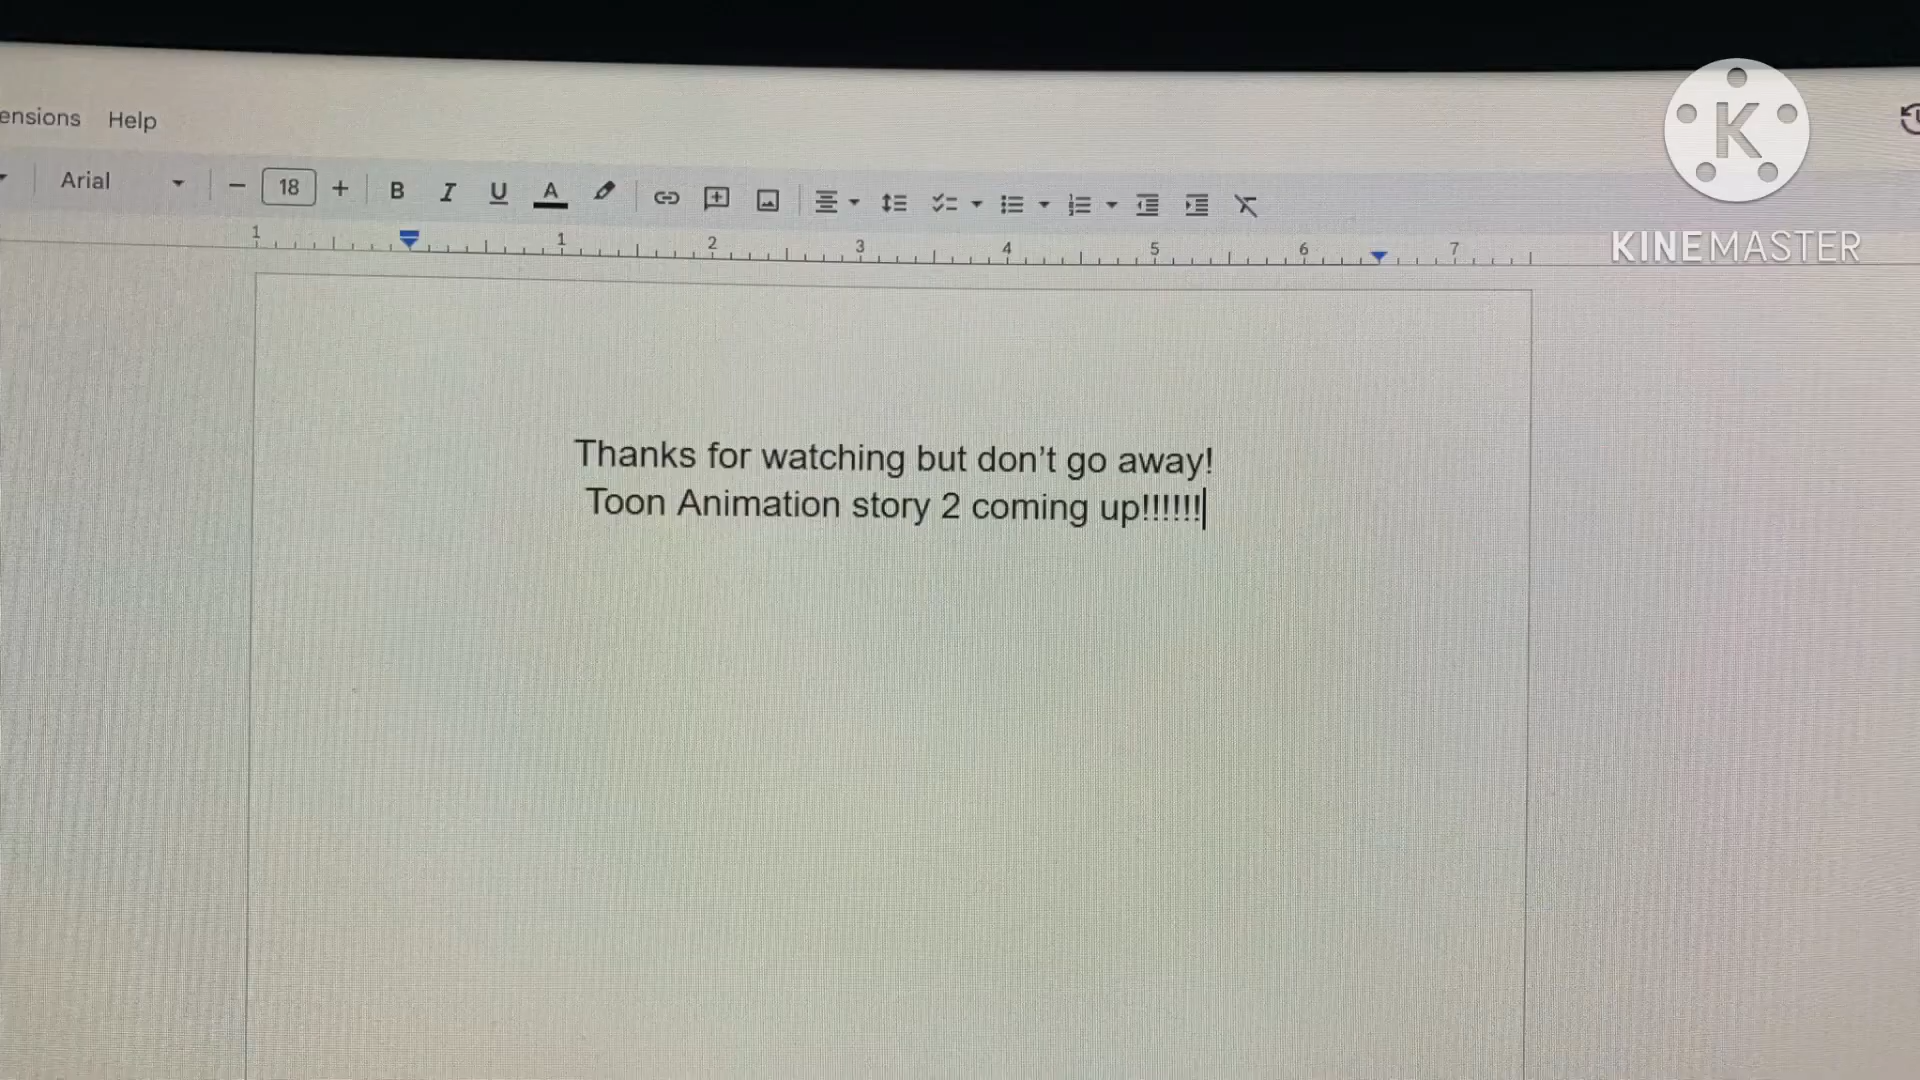 ensions Help
Arial - 18 + B I U A
1 1 2 3 4 5 6 7
K
KINEMASTER
Thanks for watching but don't go away!
Toon Animation story 2 coming up!!!!!!